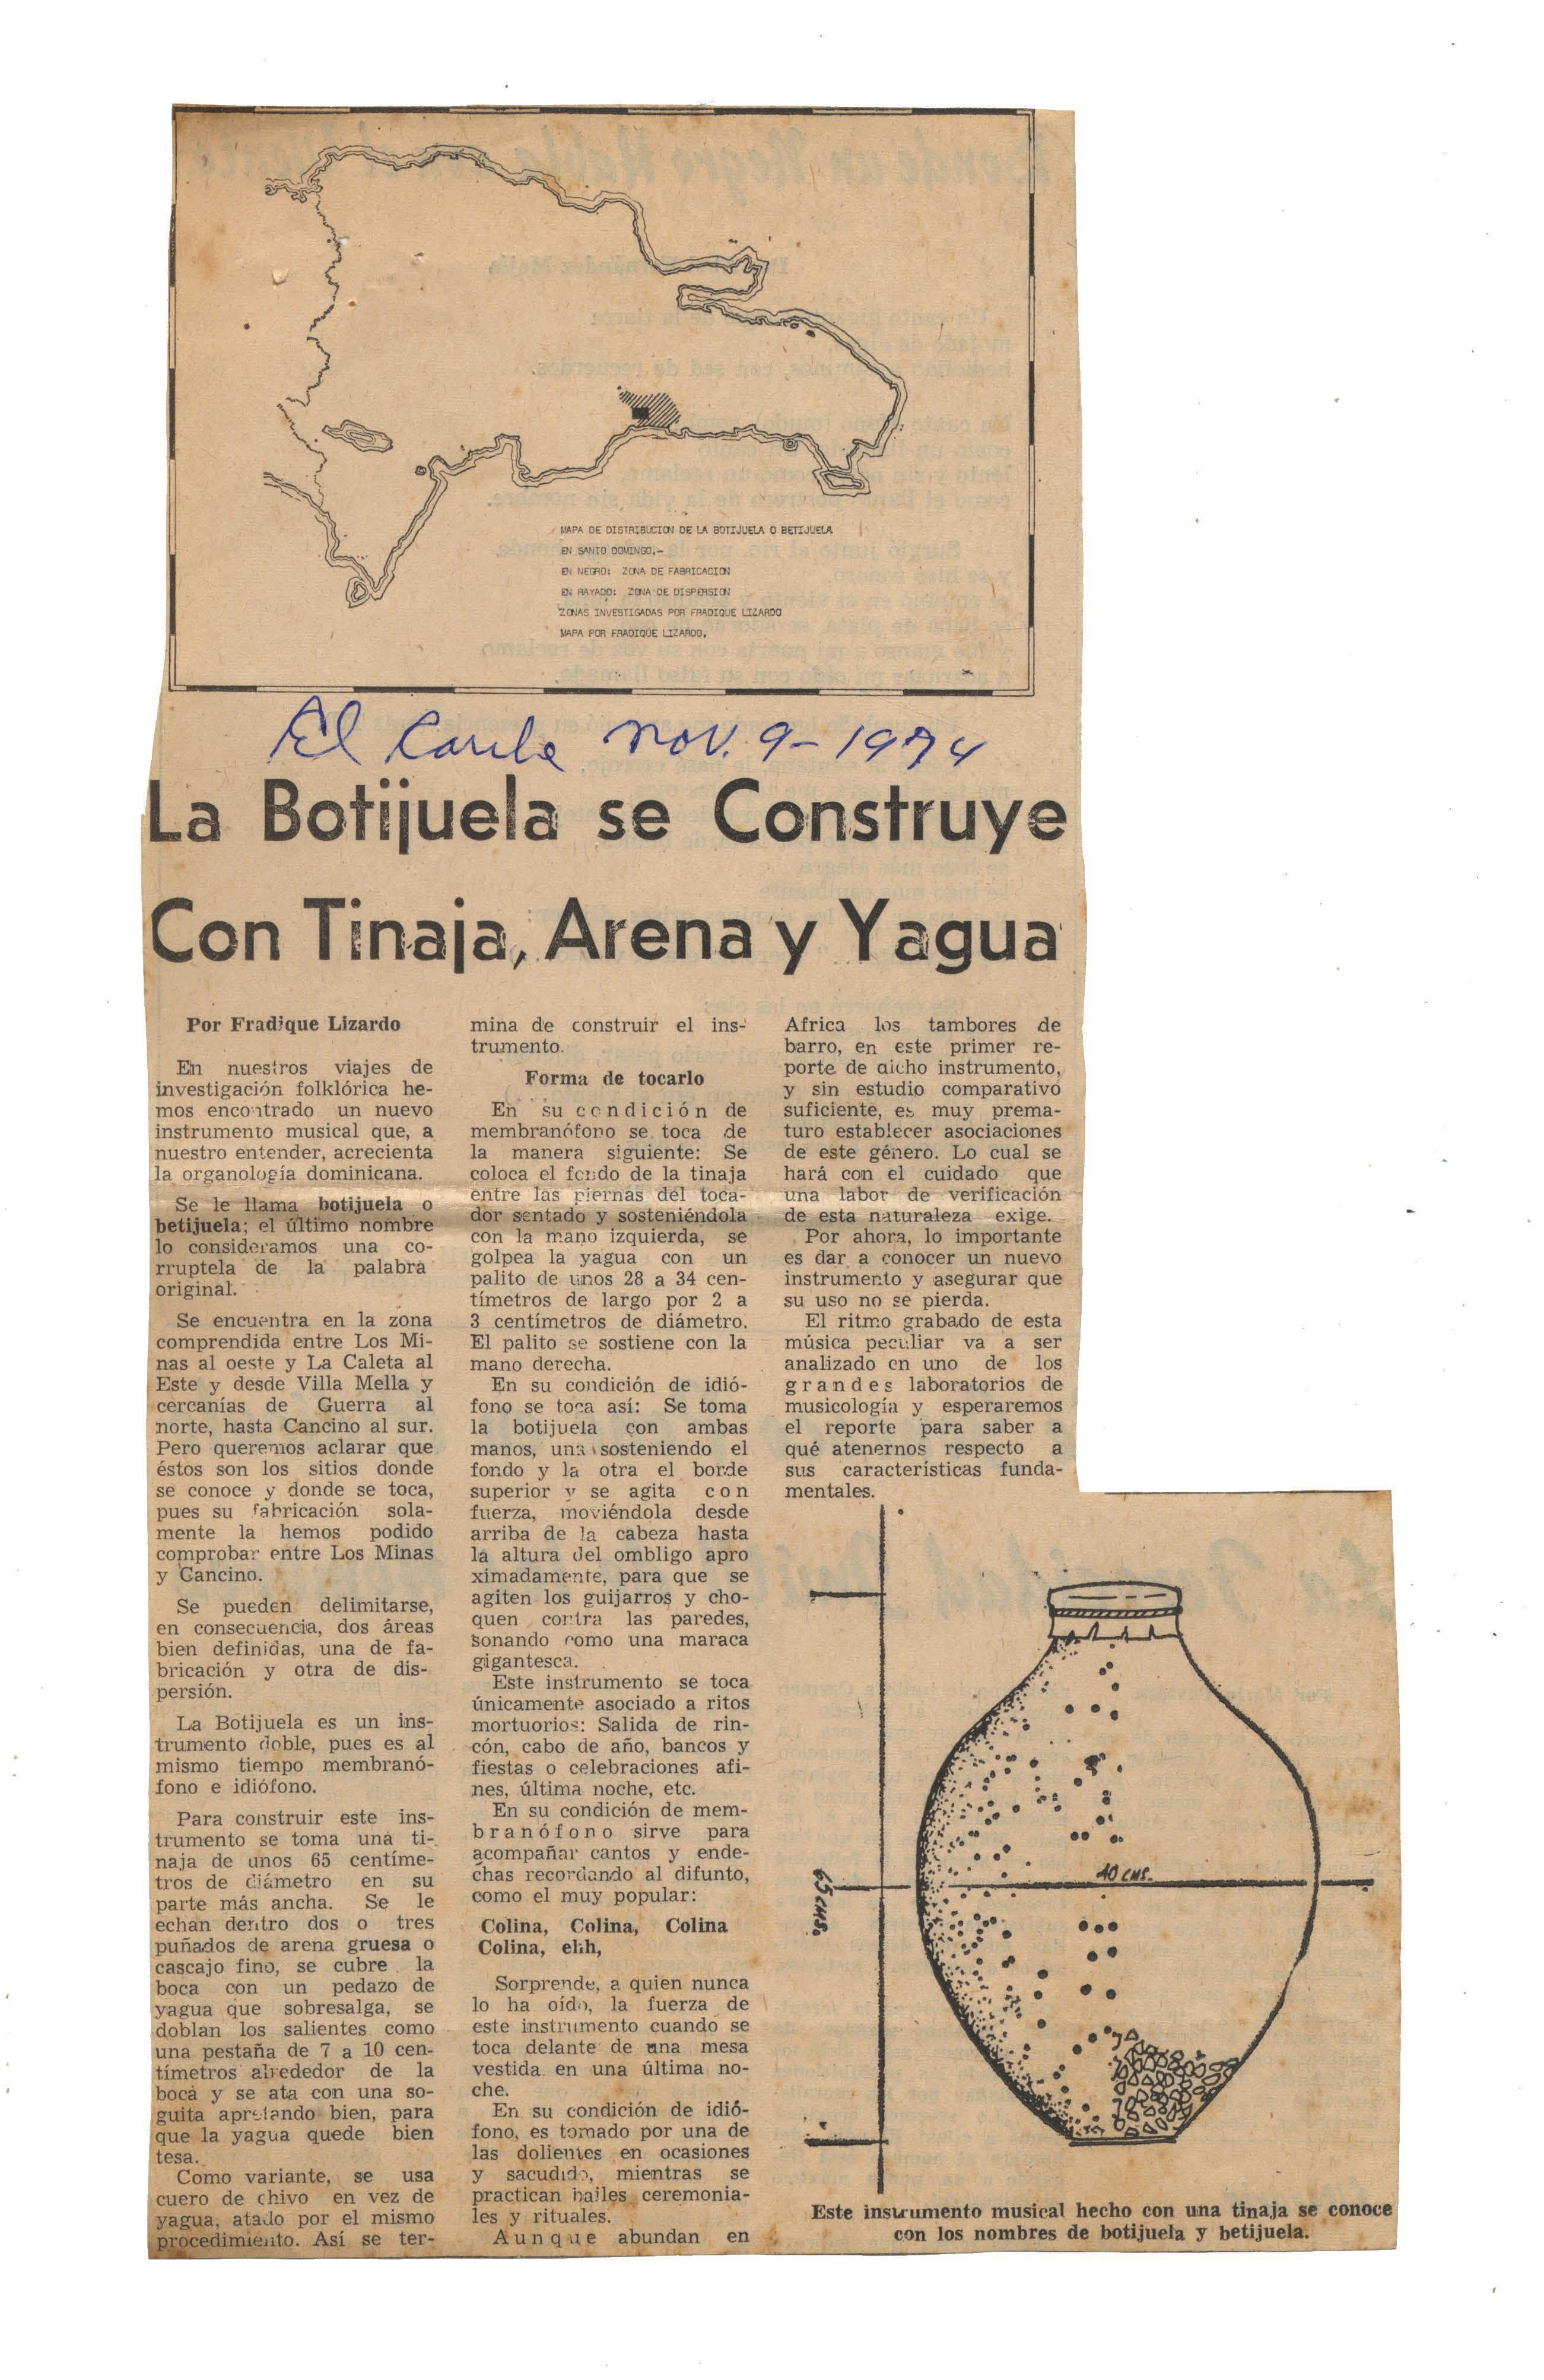 MAPA DE DISTRIBUCION DE LA BOTIJUELA O BETIJUELA
EN SANTO DOMINGO.-
EN NEGRO: ZONA DE FABRICACION
EN RAYADO: ZONA DE DISPERSION
ZONAS INVESTIGADAS POR FRADIQUE LIZARDO
MAPA POR FRADIQUE LIZARDO.
El Caribe Nov. 9-1974
La Botijuela se Construye
Con Tinaja, Arena y Yagua
Por Fradique Lizardo
En nuestros viajes de
investigación folklórica he-
mos encontrado un nuevo
instrumento musical que, a
nuestro entender, acrecienta
la organología dominicana.
Se le llama botijuela o
betijuela; el último nombre
lo consideramos una co-
rruptela de la palabra
original.
Se encuentra en la zona
comprendida entre Los Mi-
nas al oeste y La Caleta al
Este y desde Villa Mella y
cercanías de Guerra al
norte, hasta Cancino al sur.
Pero queremos aclarar que
éstos son los sitios donde
se conoce y donde se toca,
pues su fabricación sola-
mente la hemos podido
comprobar entre Los Minas
y Cancino.
Se pueden delimitarse,
en consecuencia, dos áreas
bien definidas, una de fa-
bricación y otra de dis-
persión.
La Botijuela es un ins-
trumento doble, pues es al
mismo tiempo membranó-
fono e idiófono.
Para construir este ins-
trumento se toma una ti-
naja de unos 65 centíme-
tros de diámetro en su
parte más ancha. Se le
echan dentro dos o tres
puñados de arena gruesa o
cascajo fino, se cubre la
boca con un pedazo de
yagua que sobresalga, se
doblan los salientes como
una pestaña de 7 a 10 cen-
tímetros alrededor de la
boca y se ata con una so-
guita apretando bien, para
que la yagua quede bien
tesa.
Como variante, se usa
cuero de chivo en vez de
yagua, atado por el mismo
procedimiento. Así se ter-
mina de construir el ins-
trumento.
Forma de tocarlo
En su condición de
membranófono se toca de
la manera siguiente: Se
coloca el fondo de la tinaja
entre las piernas del toca-
dor sentado y sosteniéndola
con la mano izquierda, se
golpea la yagua con un
palito de unos 28 a 34 cen-
tímetros de largo por 2 a
3 centímetros de diámetro.
El palito se sostiene con la
mano derecha.
En su condición de idió-
fono se toca así: Se toma
la botijuela con ambas
manos, una sosteniendo el
fondo y la otra el borde
superior y se agita con
fuerza, moviéndola desde
arriba de la cabeza hasta
la altura del ombligo apro
ximadamente, para que se
agiten los guijarros y cho-
quen contra las paredes,
sonando como una maraca
gigantesca.
Este instrumento se toca
únicamente asociado a ritos
mortuorios: Salida de rin-
cón, cabo de año, bancos y
fiestas o celebraciones afi-
nes, última noche, etc.
En su condición de mem-
branófono sirve para
acompañar cantos y ende-
chas recordando al difunto,
como el muy popular:
Colina, Colina, Colina
Colina, ehh,
Sorprende, a quien nunca
lo ha oído, la fuerza de
este instrumento cuando se
toca delante de una mesa
vestida en una última no-
che.
En su condición de idió-
fono, es tomado por una de
las dolientes en ocasiones
y sacudido, mientras se
practican bailes ceremonia-
les y rituales.
Aunque abundan en
Africa los tambores de
barro, en este primer re-
porte de dicho instrumento,
y sin estudio comparativo
suficiente, es muy prema-
turo establecer asociaciones
de este género. Lo cual se
hará con el cuidado que
una labor de verificación
de esta naturaleza exige.
Por ahora, lo importante
es dar a conocer un nuevo
instrumento y asegurar que
su uso no se pierda.
El ritmo grabado de esta
música peculiar va a ser
analizado en uno de los
grandes laboratorios de
musicología y esperaremos
el reporte para saber a
qué atenernos respecto a
sus características funda-
mentales.
40 CMS.
65 CMS.
Este instrumento musical hecho con una tinaja se conoce
con los nombres de botijuela y betijuela.